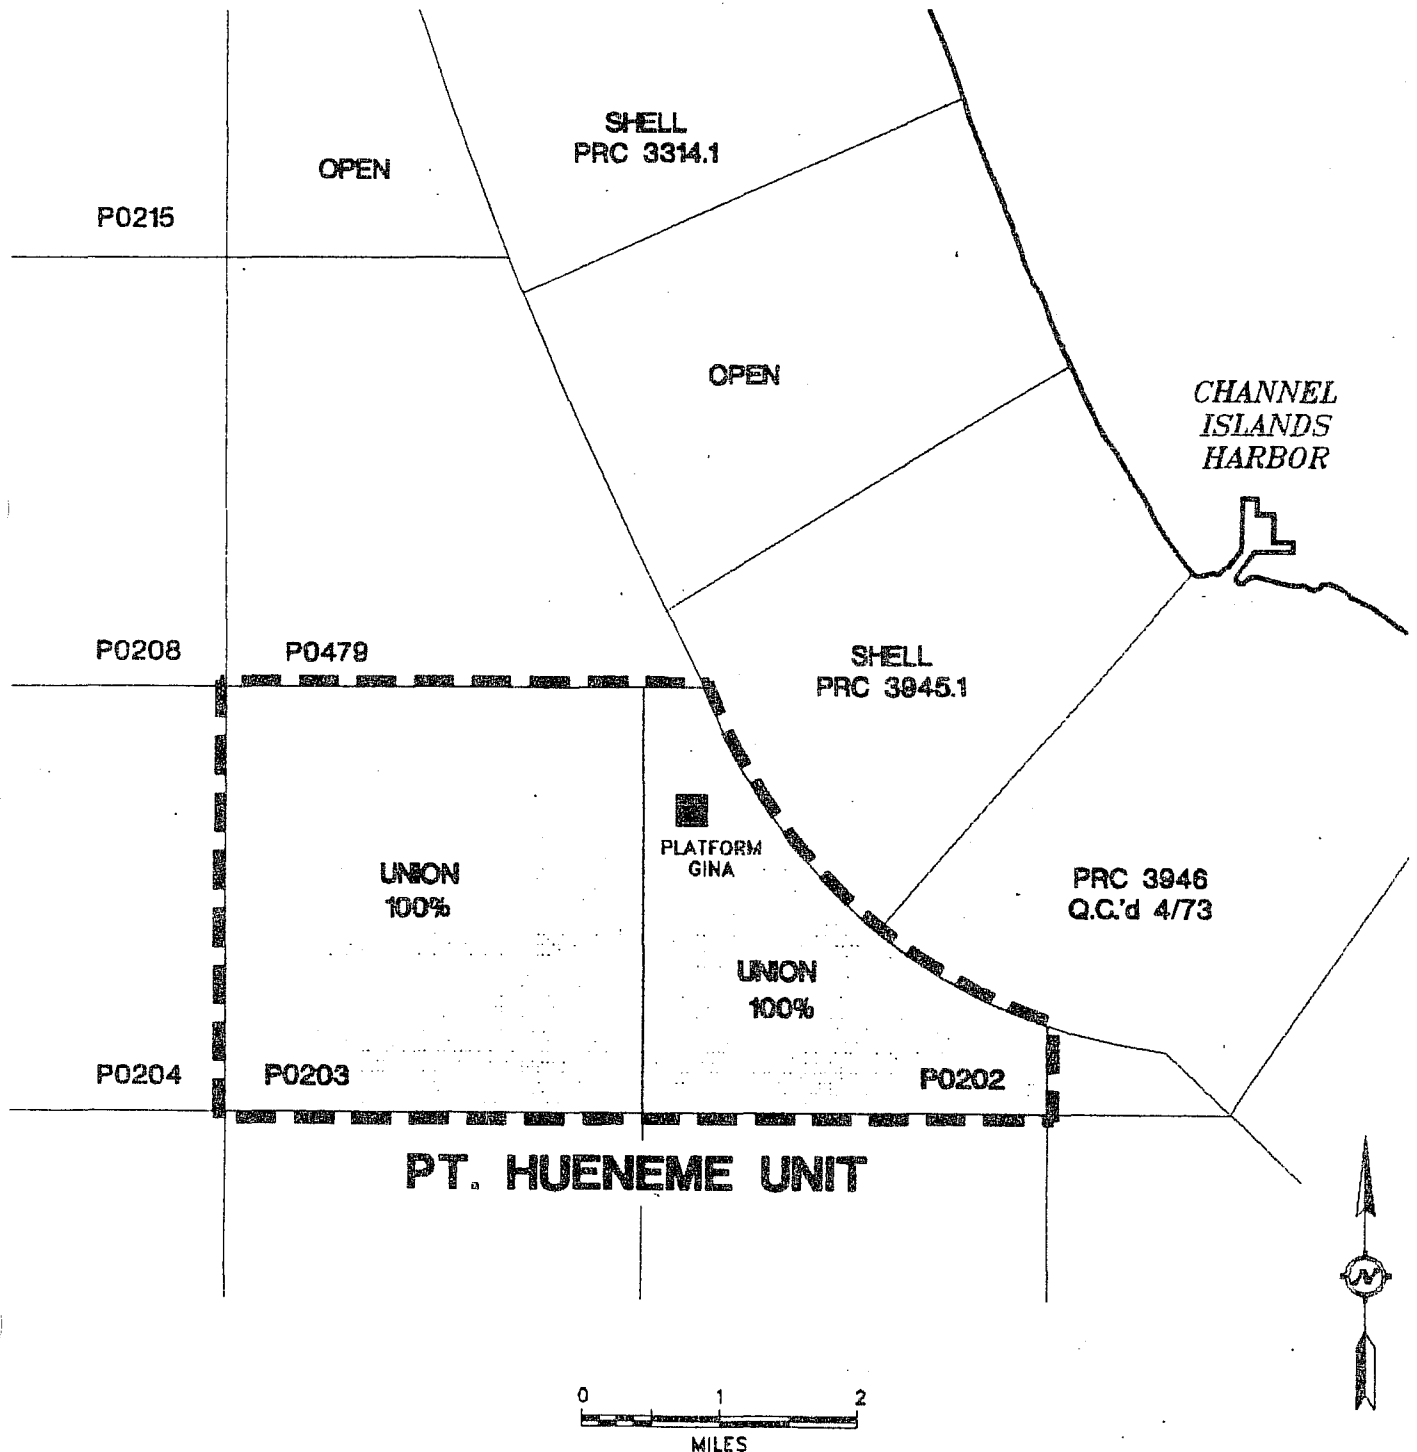 SHELL
PRC 3314.1
OPEN
P0215
OPEN
CHANNEL
ISLANDS
HARBOR
P0208
P0479
SHELL
PRC 3945.1
PLATFORM
GINA
UNION
100%
PRC 3946
Q.C.'d 4/73
UNION
100%
P0204
P0203
P0202
PT. HUENEME UNIT
N
0 1 2
MILES